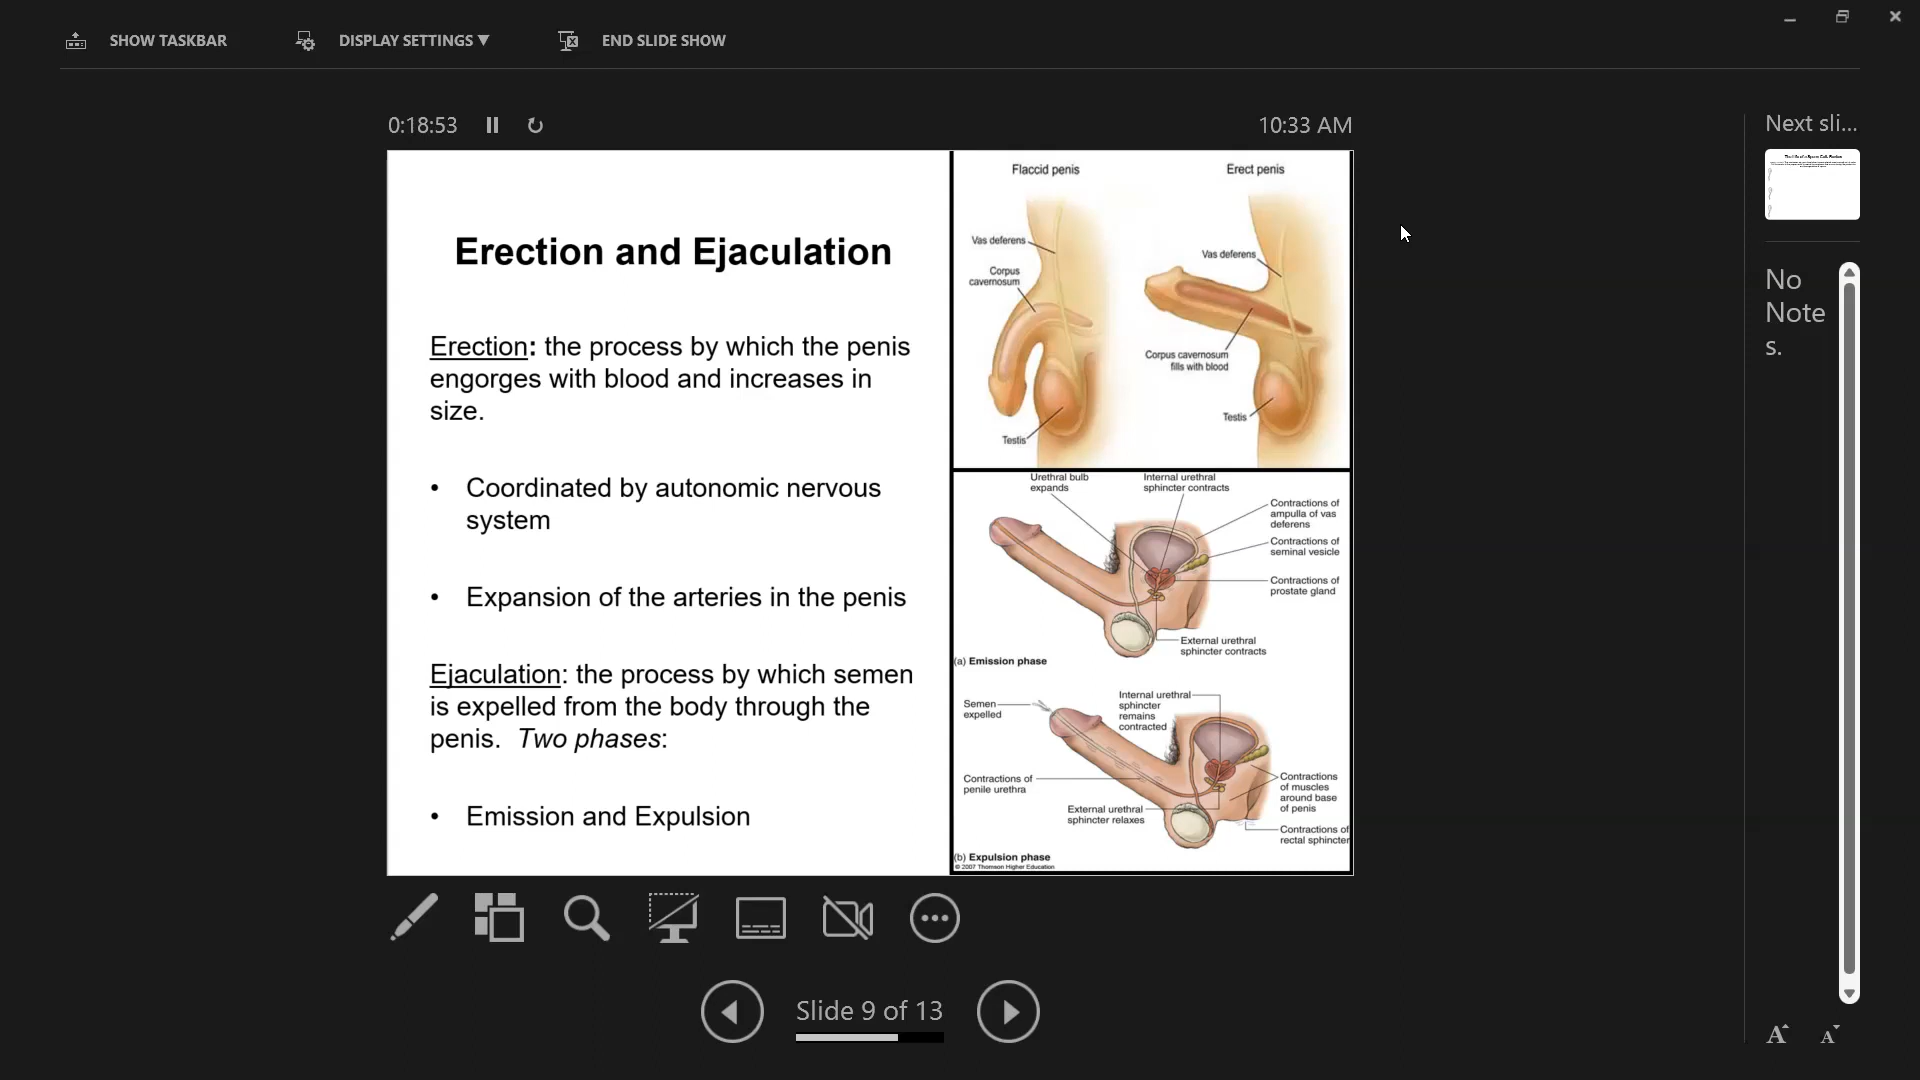 SHOW TASKBAR
DISPLAY SETTINGS ▼
END SLIDE SHOW
0:18:53
10:33 AM
Next sli...
Erection and Ejaculation
Erection: the process by which the penis
engorges with blood and increases in
size.
• Coordinated by autonomic nervous
system
• Expansion of the arteries in the penis
Ejaculation: the process by which semen
is expelled from the body through the
penis. Two phases:
• Emission and Expulsion
Flaccid penis
Erect penis
Vas deferens
Corpus
cavernosum
Testis
Vas deferens
Corpus cavernosum
fills with blood
Testis
Urethral bulb
expands
Internal urethral
sphincter contracts
Contractions of
ampulla of vas
deferens
Contractions of
seminal vesicle
Contractions of
prostate gland
External urethral
sphincter contracts
(a) Emission phase
Semen
expelled
Internal urethral
sphincter
remains
contracted
Contractions of
penile urethra
External urethral
sphincter relaxes
Contractions
of muscles
around base
of penis
Contractions of
rectal sphincter
(b) Expulsion phase
© 2007 Thomson Higher Education
No
Note
s.
Slide 9 of 13
A
A